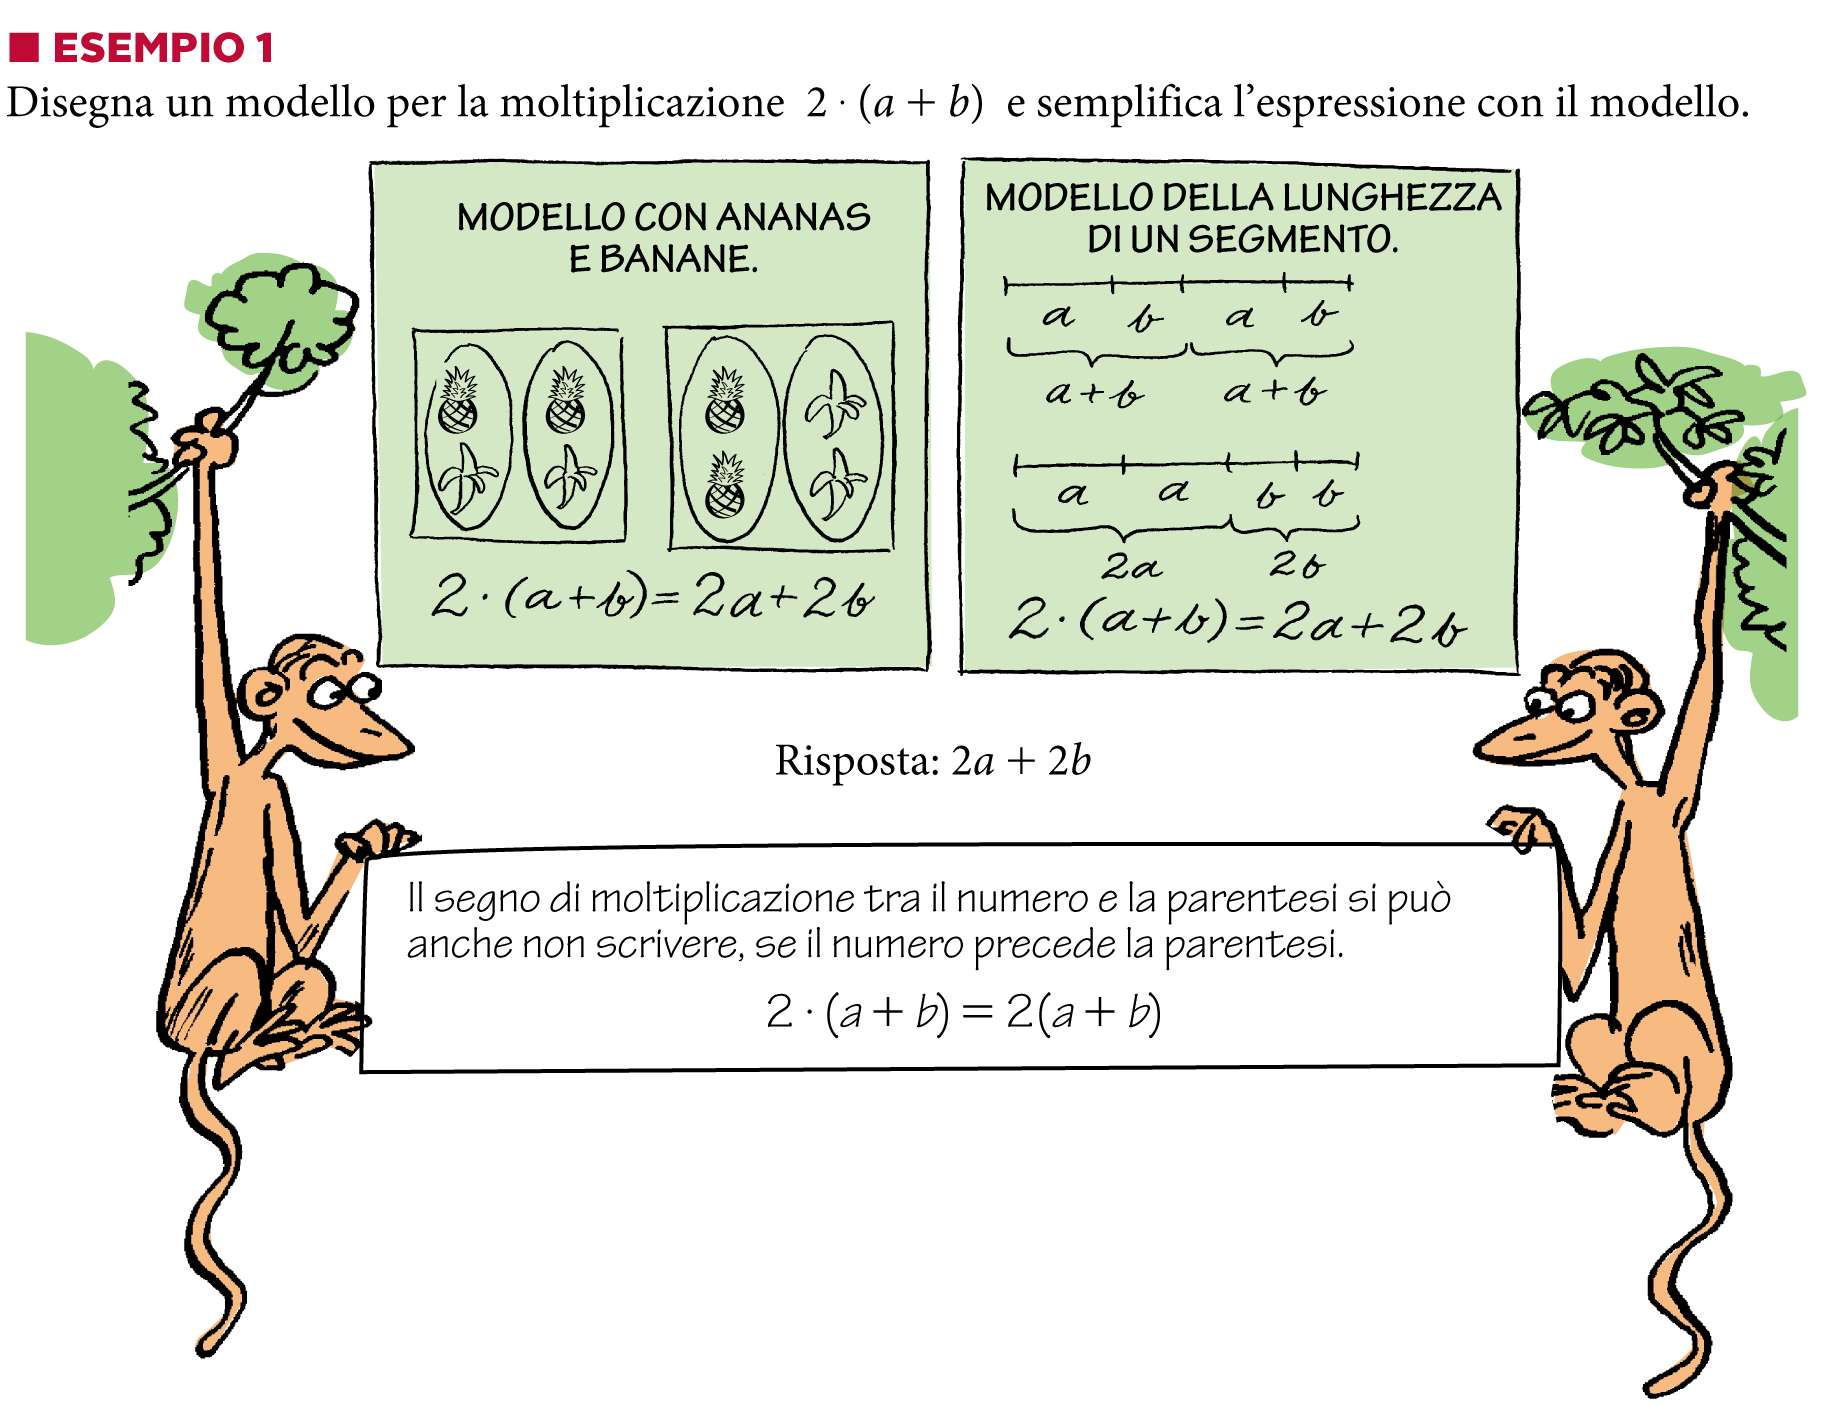 ESEMPIO 1
Disegna un modello per la moltiplicazione 2 · (a + b) e semplifica l’espressione con il modello.
MODELLO CON ANANAS
E BANANE.
2 · (a+b) = 2a + 2b
MODELLO DELLA LUNGHEZZA
DI UN SEGMENTO.
a b a b
a+b a+b
a a b b
2a 2b
2 · (a+b) = 2a + 2b
Risposta: 2a + 2b
Il segno di moltiplicazione tra il numero e la parentesi si può
anche non scrivere, se il numero precede la parentesi.
2 · (a + b) = 2(a + b)